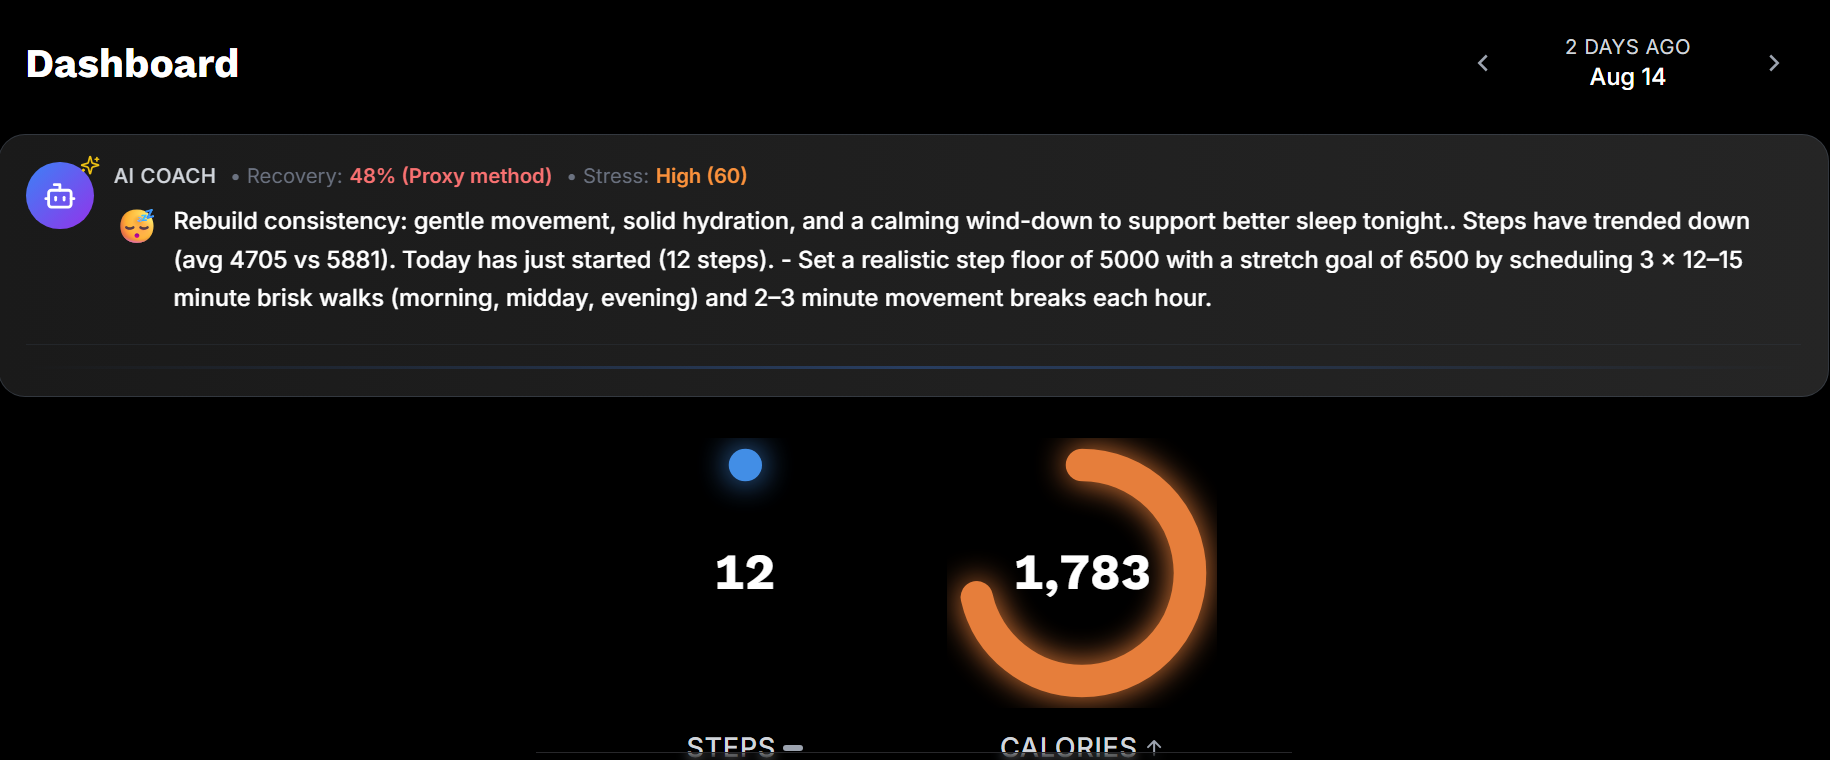 Dashboard
2 DAYS AGO
Aug 14
AI COACH • Recovery: 48% (Proxy method) • Stress: High (60)
Rebuild consistency: gentle movement, solid hydration, and a calming wind-down to support better sleep tonight.. Steps have trended down
(avg 4705 vs 5881). Today has just started (12 steps). - Set a realistic step floor of 5000 with a stretch goal of 6500 by scheduling 3 × 12–15
minute brisk walks (morning, midday, evening) and 2–3 minute movement breaks each hour.
12
1,783
STEPS
CALORIES ↑